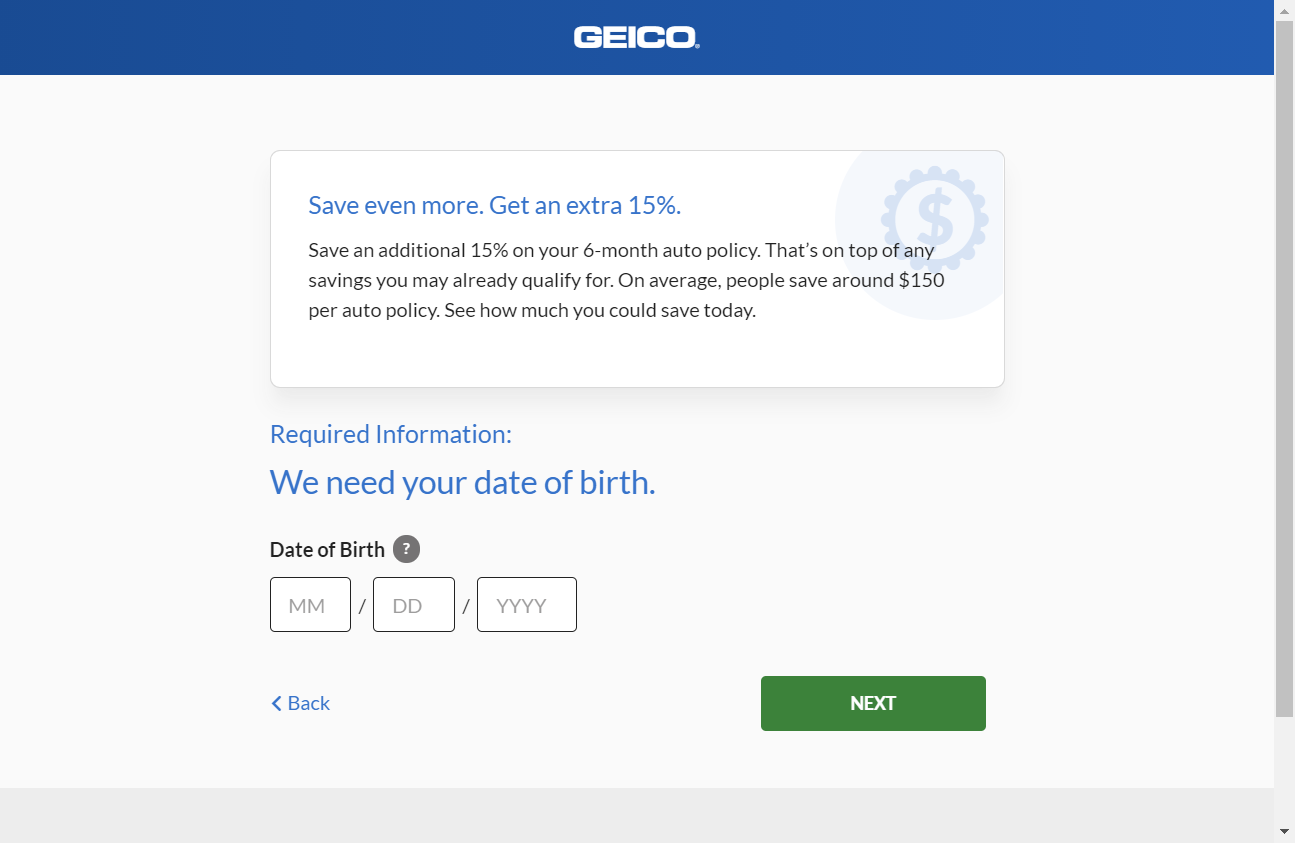 GEICO.
Save even more. Get an extra 15%.
$
Save an additional 15% on your 6-month auto policy. That’s on top of any
savings you may already qualify for. On average, people save around $150
per auto policy. See how much you could save today.
Required Information:
We need your date of birth.
Date of Birth ?
MM / DD / YYYY
Back
NEXT